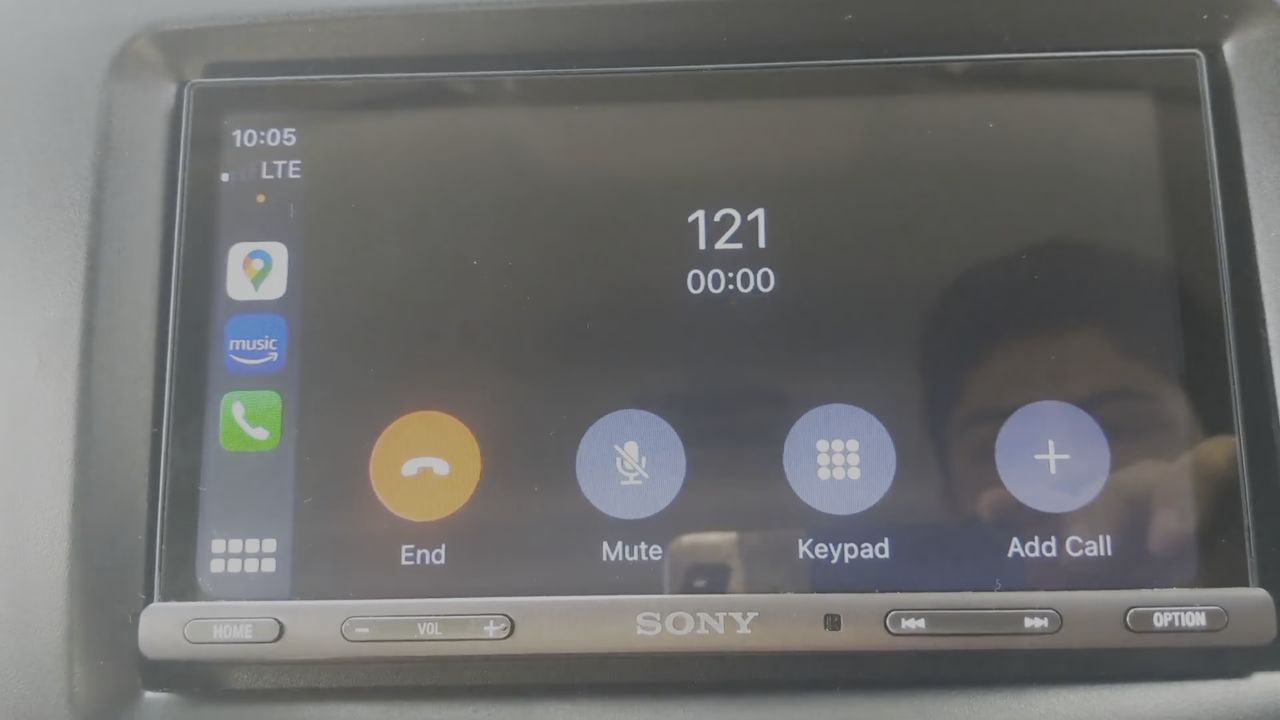 10:05
LTE
121
00:00
music
End
Mute
Keypad
Add Call
HOME
- VOL +
SONY
OPTION